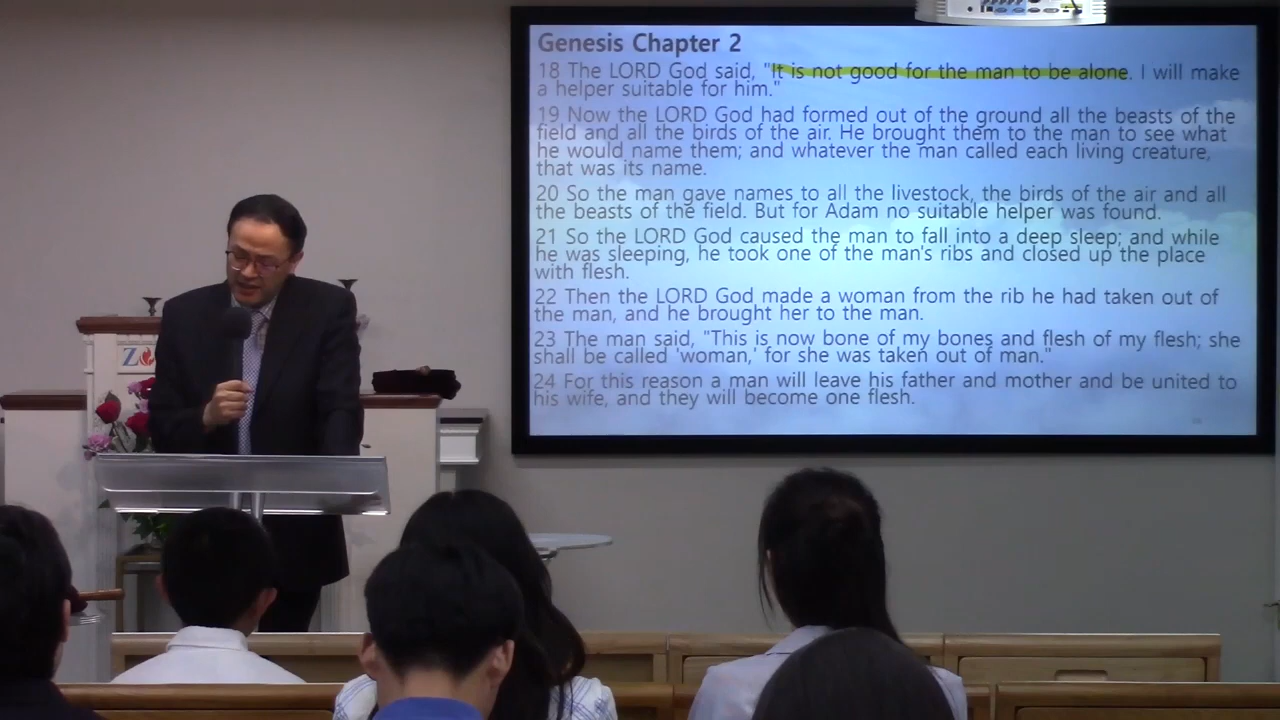 Genesis Chapter 2
18 The LORD God said, "It is not good for the man to be alone. I will make
a helper suitable for him."
19 Now the LORD God had formed out of the ground all the beasts of the
field and all the birds of the air. He brought them to the man to see what
he would name them; and whatever the man called each living creature,
that was its name.
20 So the man gave names to all the livestock, the birds of the air and all
the beasts of the field. But for Adam no suitable helper was found.
21 So the LORD God caused the man to fall into a deep sleep; and while
he was sleeping, he took one of the man's ribs and closed up the place
with flesh.
22 Then the LORD God made a woman from the rib he had taken out of
the man, and he brought her to the man.
23 The man said, "This is now bone of my bones and flesh of my flesh; she
shall be called 'woman,' for she was taken out of man."
24 For this reason a man will leave his father and mother and be united to
his wife, and they will become one flesh.